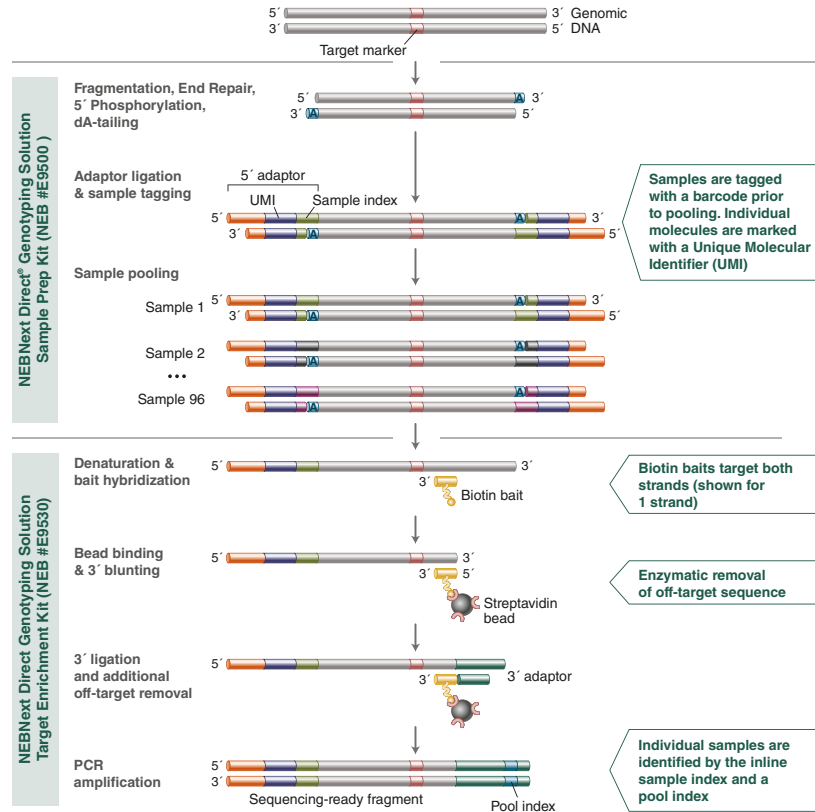 5´ 3´ Genomic
3´ 5´ DNA
Target marker
NEBNext Direct® Genotyping Solution
Sample Prep Kit (NEB #E9500 )
Fragmentation, End Repair,
5´ Phosphorylation,
dA-tailing
5´ A 3´
3´ A 5´
Adaptor ligation
& sample tagging
5´ adaptor
UMI Sample index
5´ A 3´
3´ A 5´
Samples are tagged
with a barcode prior
to pooling. Individual
molecules are marked
with a Unique Molecular
Identifier (UMI)
Sample pooling
Sample 1 5´ A 3´
3´ A 5´
Sample 2 A
A
•••
Sample 96 A
A
NEBNext Direct Genotyping Solution
Target Enrichment Kit (NEB #E9530)
Denaturation &
bait hybridization
5´ 3´
3´
Biotin bait
Biotin baits target both
strands (shown for
1 strand)
Bead binding
& 3´ blunting
5´ 3´
3´ 5´
Streptavidin
bead
Enzymatic removal
of off-target sequence
3´ ligation
and additional
off-target removal
5´
3´ 3´ adaptor
PCR
amplification
5´
3´
Sequencing-ready fragment
Pool index
Individual samples are
identified by the inline
sample index and a
pool index